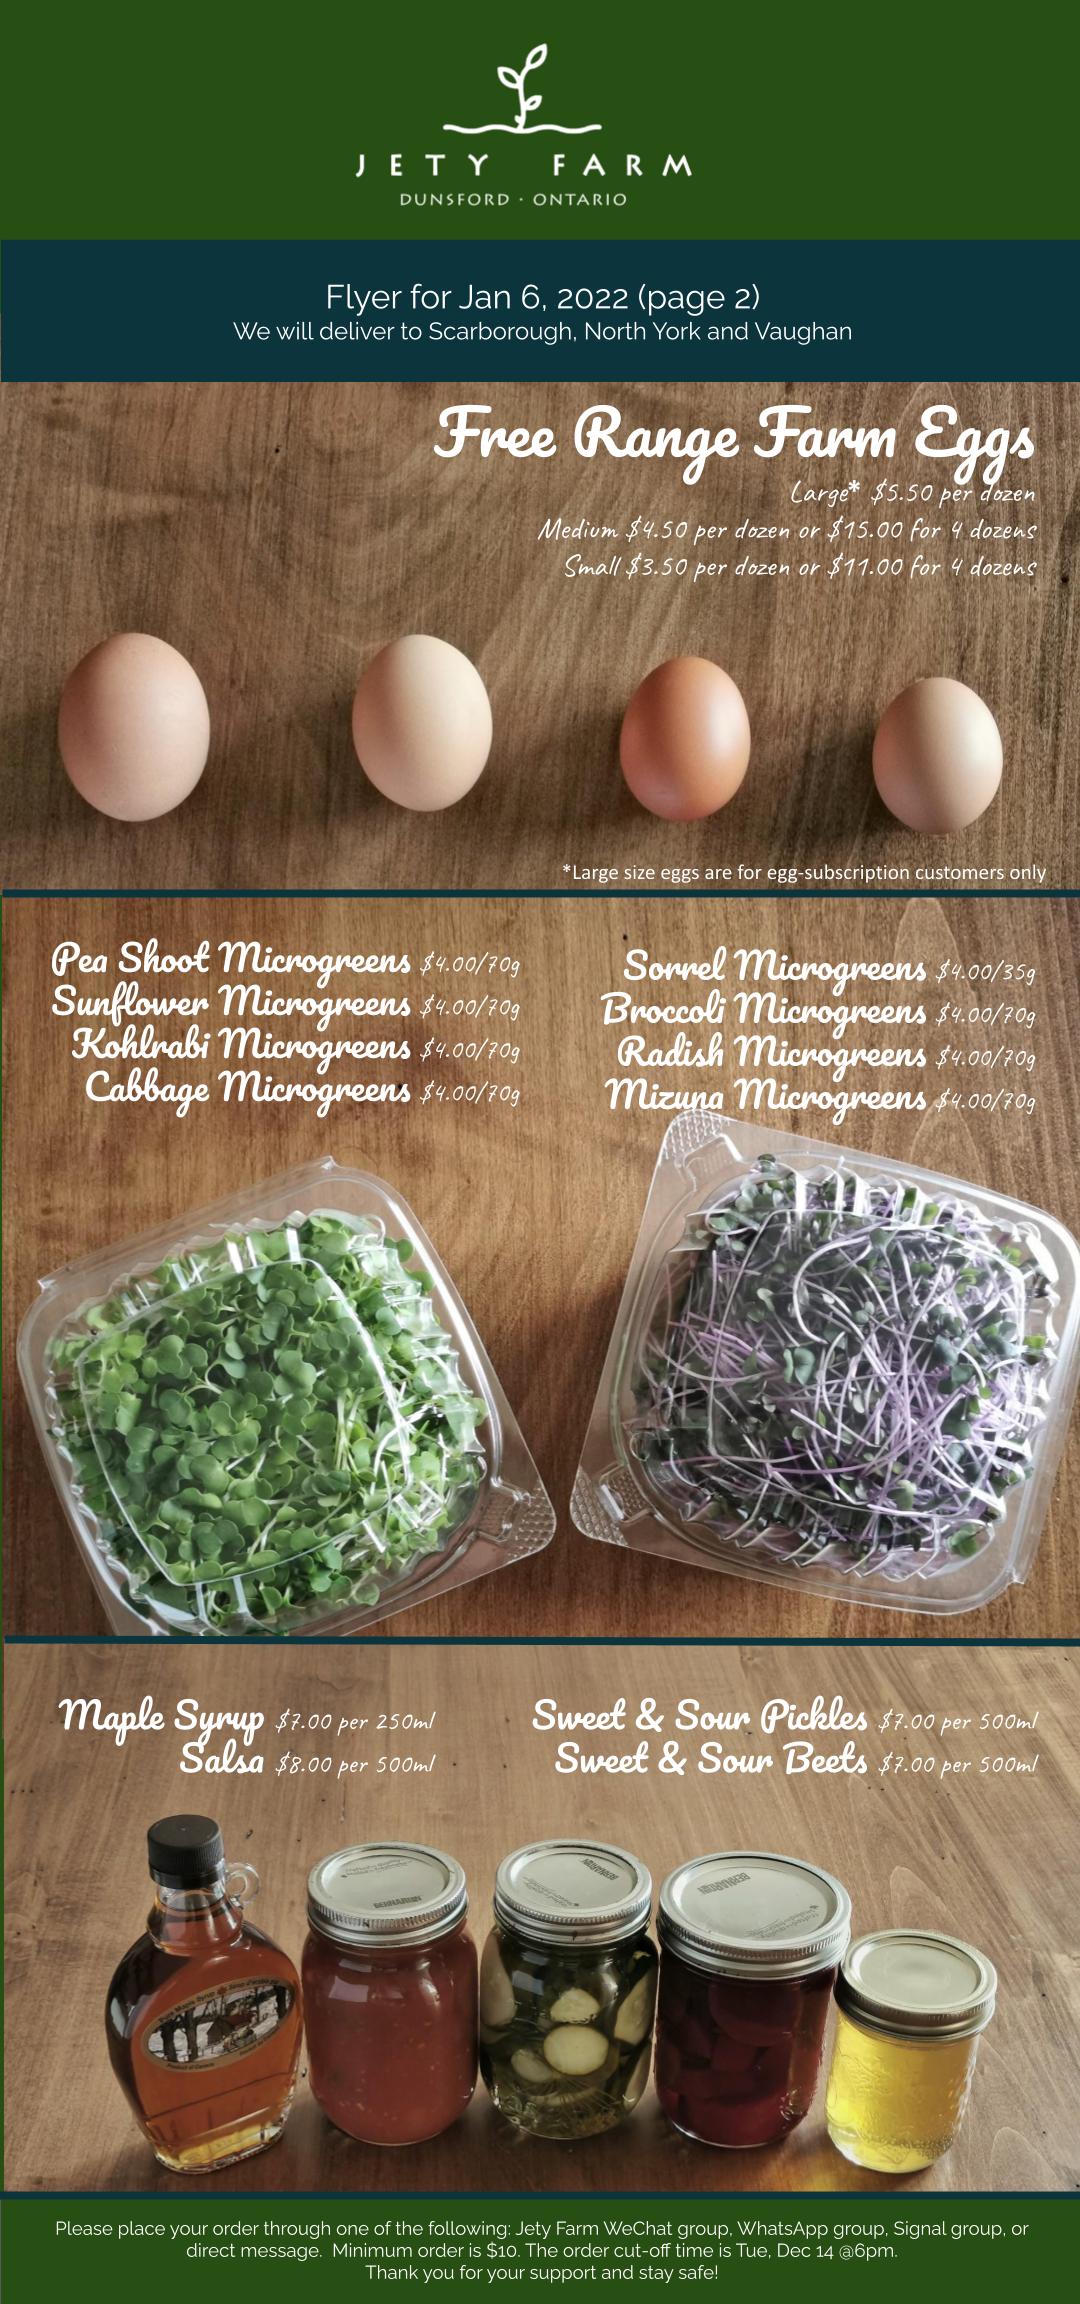 JETY FARM
DUNSFORD · ONTARIO
Flyer for Jan 6, 2022 (page 2)
We will deliver to Scarborough, North York and Vaughan
Free Range Farm Eggs
Large* $5.50 per dozen
Medium $4.50 per dozen or $15.00 for 4 dozens
Small $3.50 per dozen or $11.00 for 4 dozens
*Large size eggs are for egg-subscription customers only
Pea Shoot Microgreens $4.00/70g
Sunflower Microgreens $4.00/70g
Kohlrabi Microgreens $4.00/70g
Cabbage Microgreens $4.00/70g
Sorrel Microgreens $4.00/35g
Broccoli Microgreens $4.00/70g
Radish Microgreens $4.00/70g
Mizuna Microgreens $4.00/70g
Maple Syrup $7.00 per 250ml
Salsa $8.00 per 500ml
Sweet & Sour Pickles $7.00 per 500ml
Sweet & Sour Beets $7.00 per 500ml
BERNARDIN
BERNARDIN
BERNARDIN
Please place your order through one of the following: Jety Farm WeChat group, WhatsApp group, Signal group, or
direct message. Minimum order is $10. The order cut-off time is Tue, Dec 14 @6pm.
Thank you for your support and stay safe!